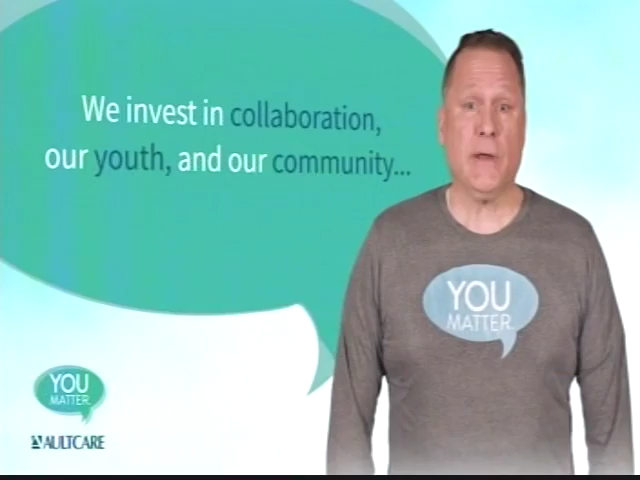 We invest in collaboration,
our youth, and our community...
YOU
MATTER.
YOU
MATTER.
AULTCARE